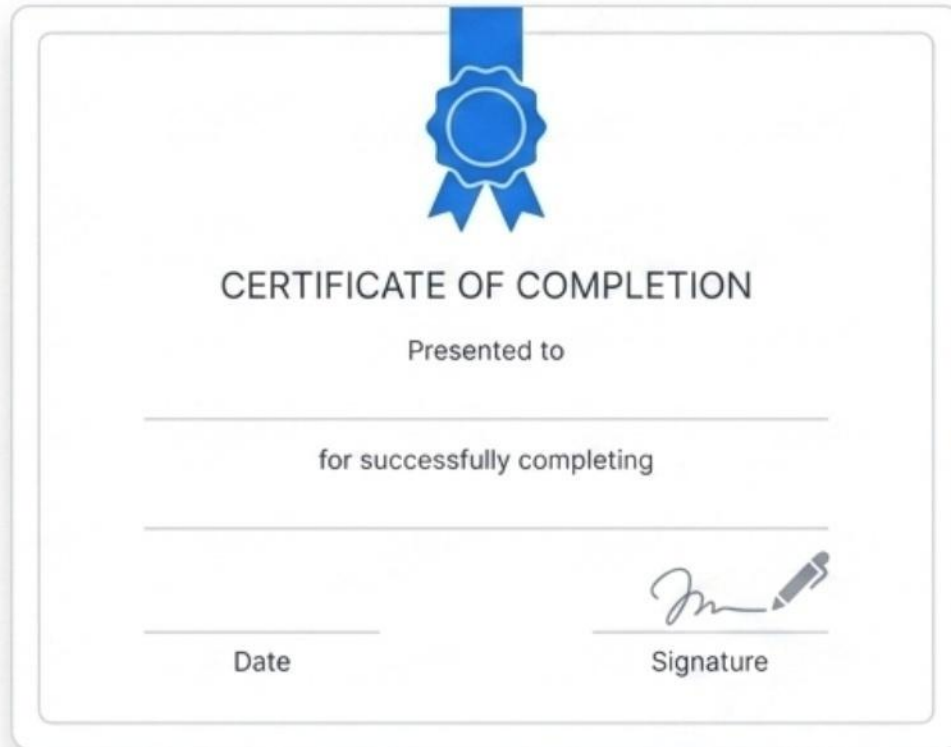 CERTIFICATE OF COMPLETION
Presented to
for successfully completing
Date
Signature